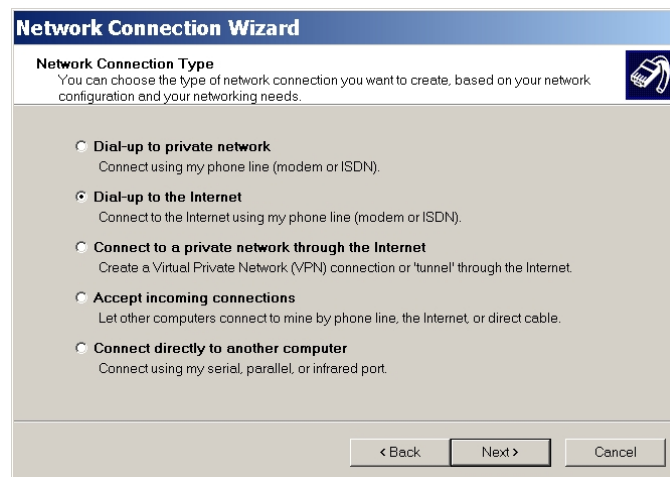 Network Connection Wizard
Network Connection Type
You can choose the type of network connection you want to create, based on your network
configuration and your networking needs.
Dial-up to private network
Connect using my phone line (modem or ISDN).
Dial-up to the Internet
Connect to the Internet using my phone line (modem or ISDN).
Connect to a private network through the Internet
Create a Virtual Private Network (VPN) connection or 'tunnel' through the Internet.
Accept incoming connections
Let other computers connect to mine by phone line, the Internet, or direct cable.
Connect directly to another computer
Connect using my serial, parallel, or infrared port.
< Back
Next >
Cancel